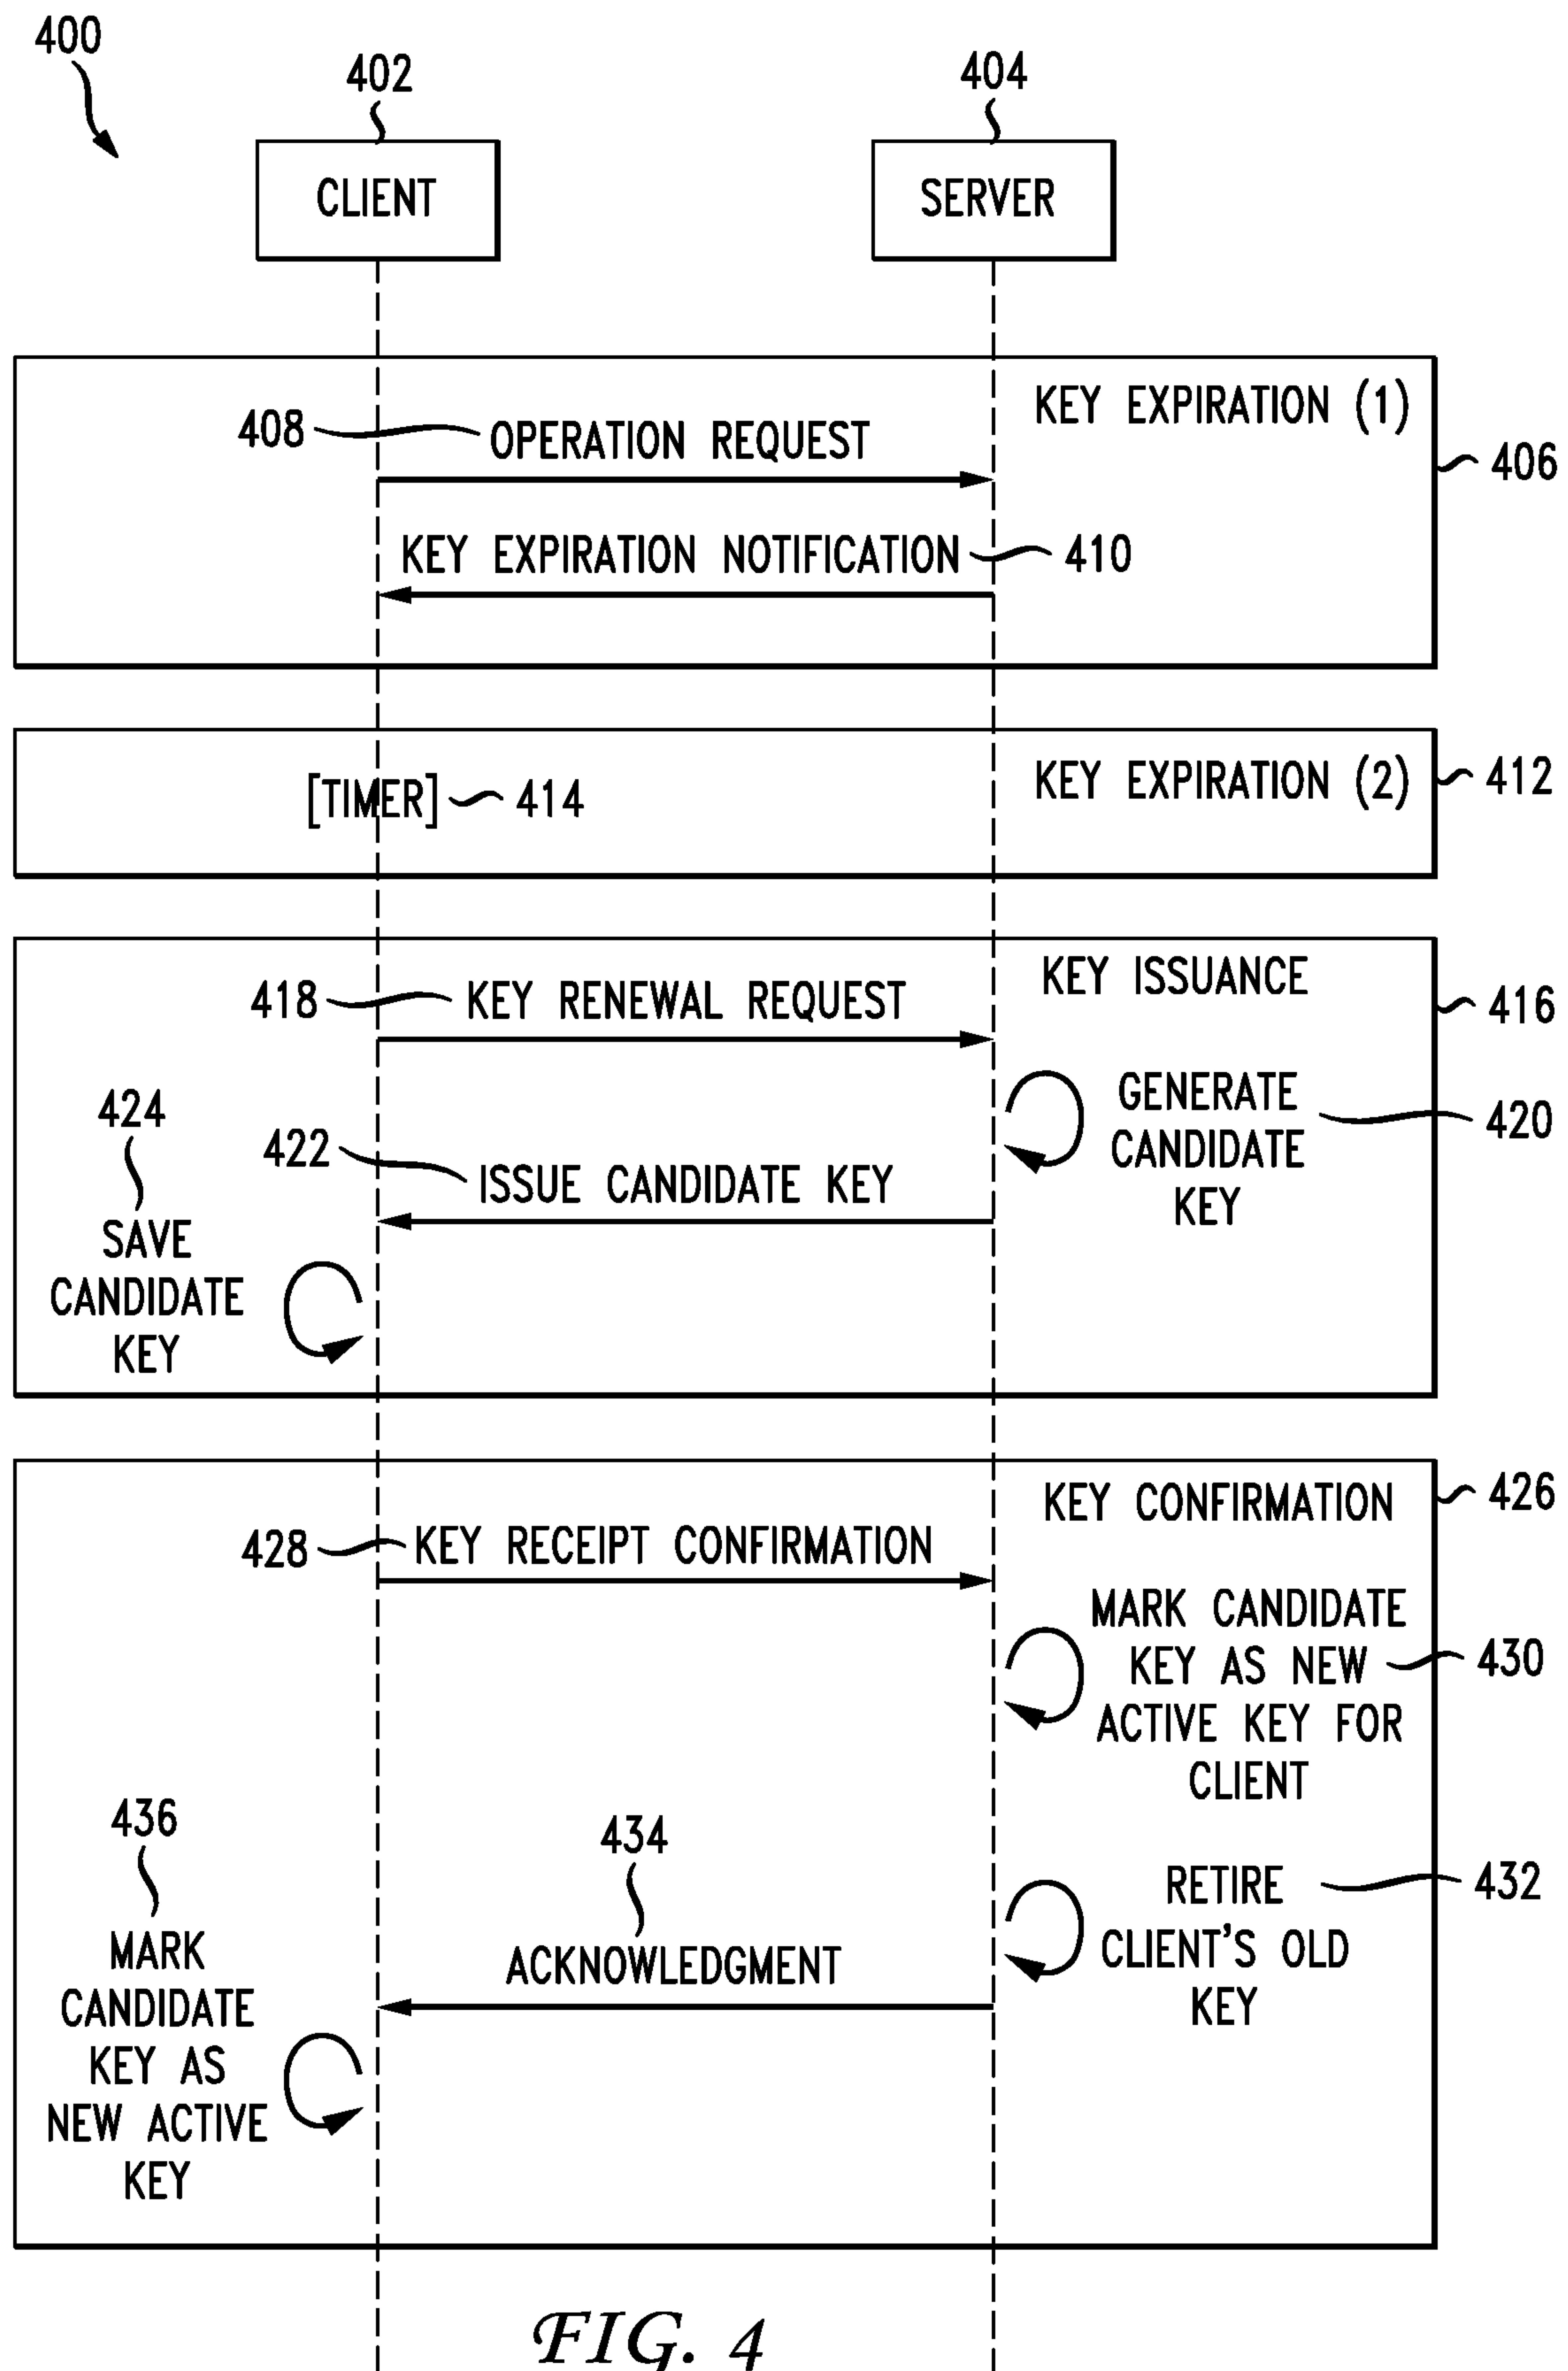 400
402
404
CLIENT
SERVER
KEY EXPIRATION (1)
408
OPERATION REQUEST
406
KEY EXPIRATION NOTIFICATION
410
[TIMER]
414
KEY EXPIRATION (2)
412
KEY ISSUANCE
418
KEY RENEWAL REQUEST
416
GENERATE
CANDIDATE
KEY
420
424
422
ISSUE CANDIDATE KEY
SAVE
CANDIDATE
KEY
KEY CONFIRMATION
426
428
KEY RECEIPT CONFIRMATION
MARK CANDIDATE
KEY AS NEW
ACTIVE KEY FOR
CLIENT
430
436
434
RETIRE
CLIENT'S OLD
KEY
432
MARK
CANDIDATE
KEY AS
NEW ACTIVE
KEY
ACKNOWLEDGMENT
FIG. 4